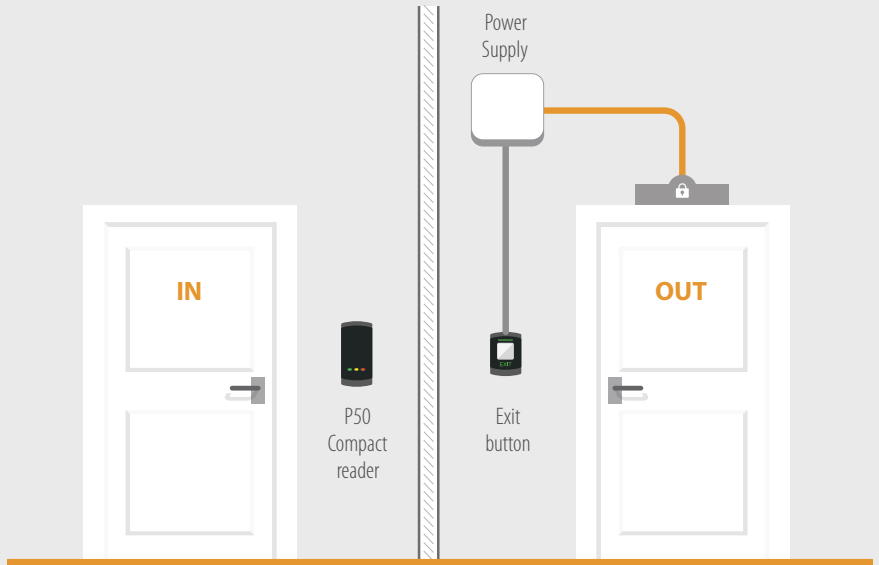 Power
Supply
IN
OUT
EXIT
P50
Compact
reader
Exit
button